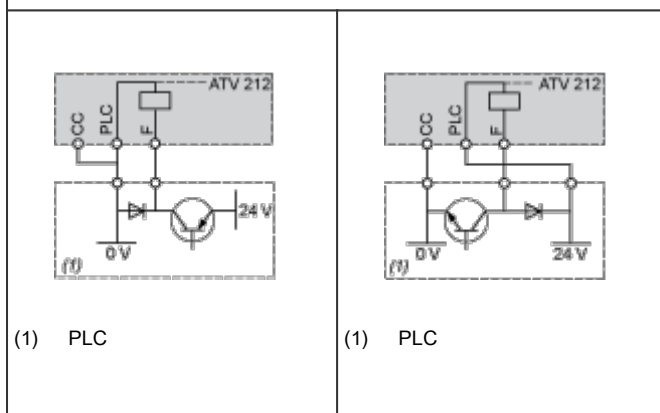 ATV 212
CC
PLC
F
24 V
0 V
(1)
(1) PLC
ATV 212
CC
PLC
F
0 V
24 V
(1)
(1) PLC